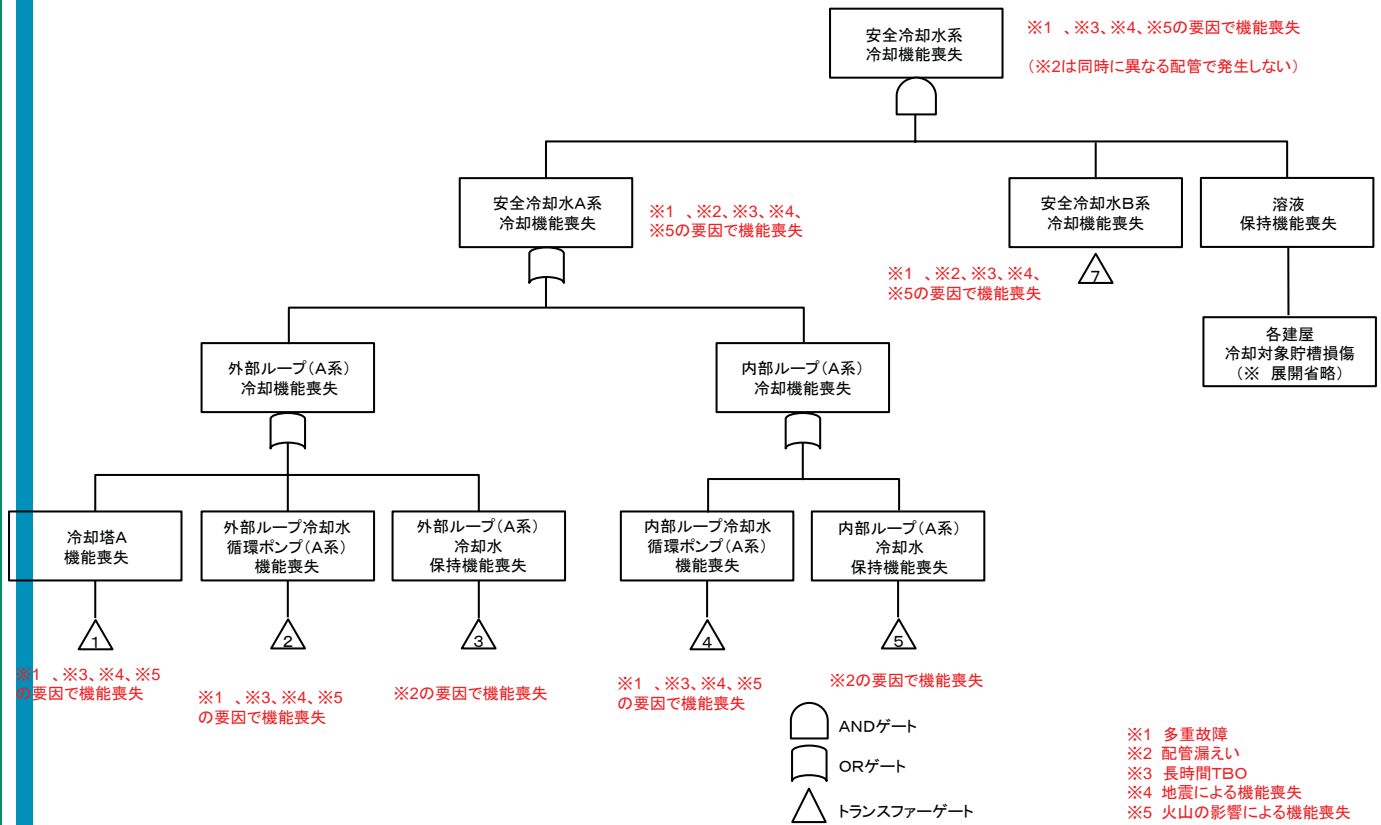 安全冷却水系
冷却機能喪失
※1 、※3、※4、※5の要因で機能喪失
(※2は同時に異なる配管で発生しない)
安全冷却水A系
冷却機能喪失
※1 、※2、※3、※4、
※5の要因で機能喪失
安全冷却水B系
冷却機能喪失
※1 、※2、※3、※4、
※5の要因で機能喪失
7
溶液
保持機能喪失
各建屋
冷却対象貯槽損傷
(※ 展開省略)
外部ループ(A系)
冷却機能喪失
内部ループ(A系)
冷却機能喪失
冷却塔A
機能喪失
外部ループ冷却水
循環ポンプ(A系)
機能喪失
外部ループ(A系)
冷却水
保持機能喪失
内部ループ冷却水
循環ポンプ(A系)
機能喪失
内部ループ(A系)
冷却水
保持機能喪失
1
2
3
4
5
※1 、※3、※4、※5
の要因で機能喪失
※1 、※3、※4、※5
の要因で機能喪失
※2の要因で機能喪失
※1 、※3、※4、※5
の要因で機能喪失
※2の要因で機能喪失
ANDゲート
ORゲート
トランスファーゲート
※1 多重故障
※2 配管漏えい
※3 長時間TBO
※4 地震による機能喪失
※5 火山の影響による機能喪失